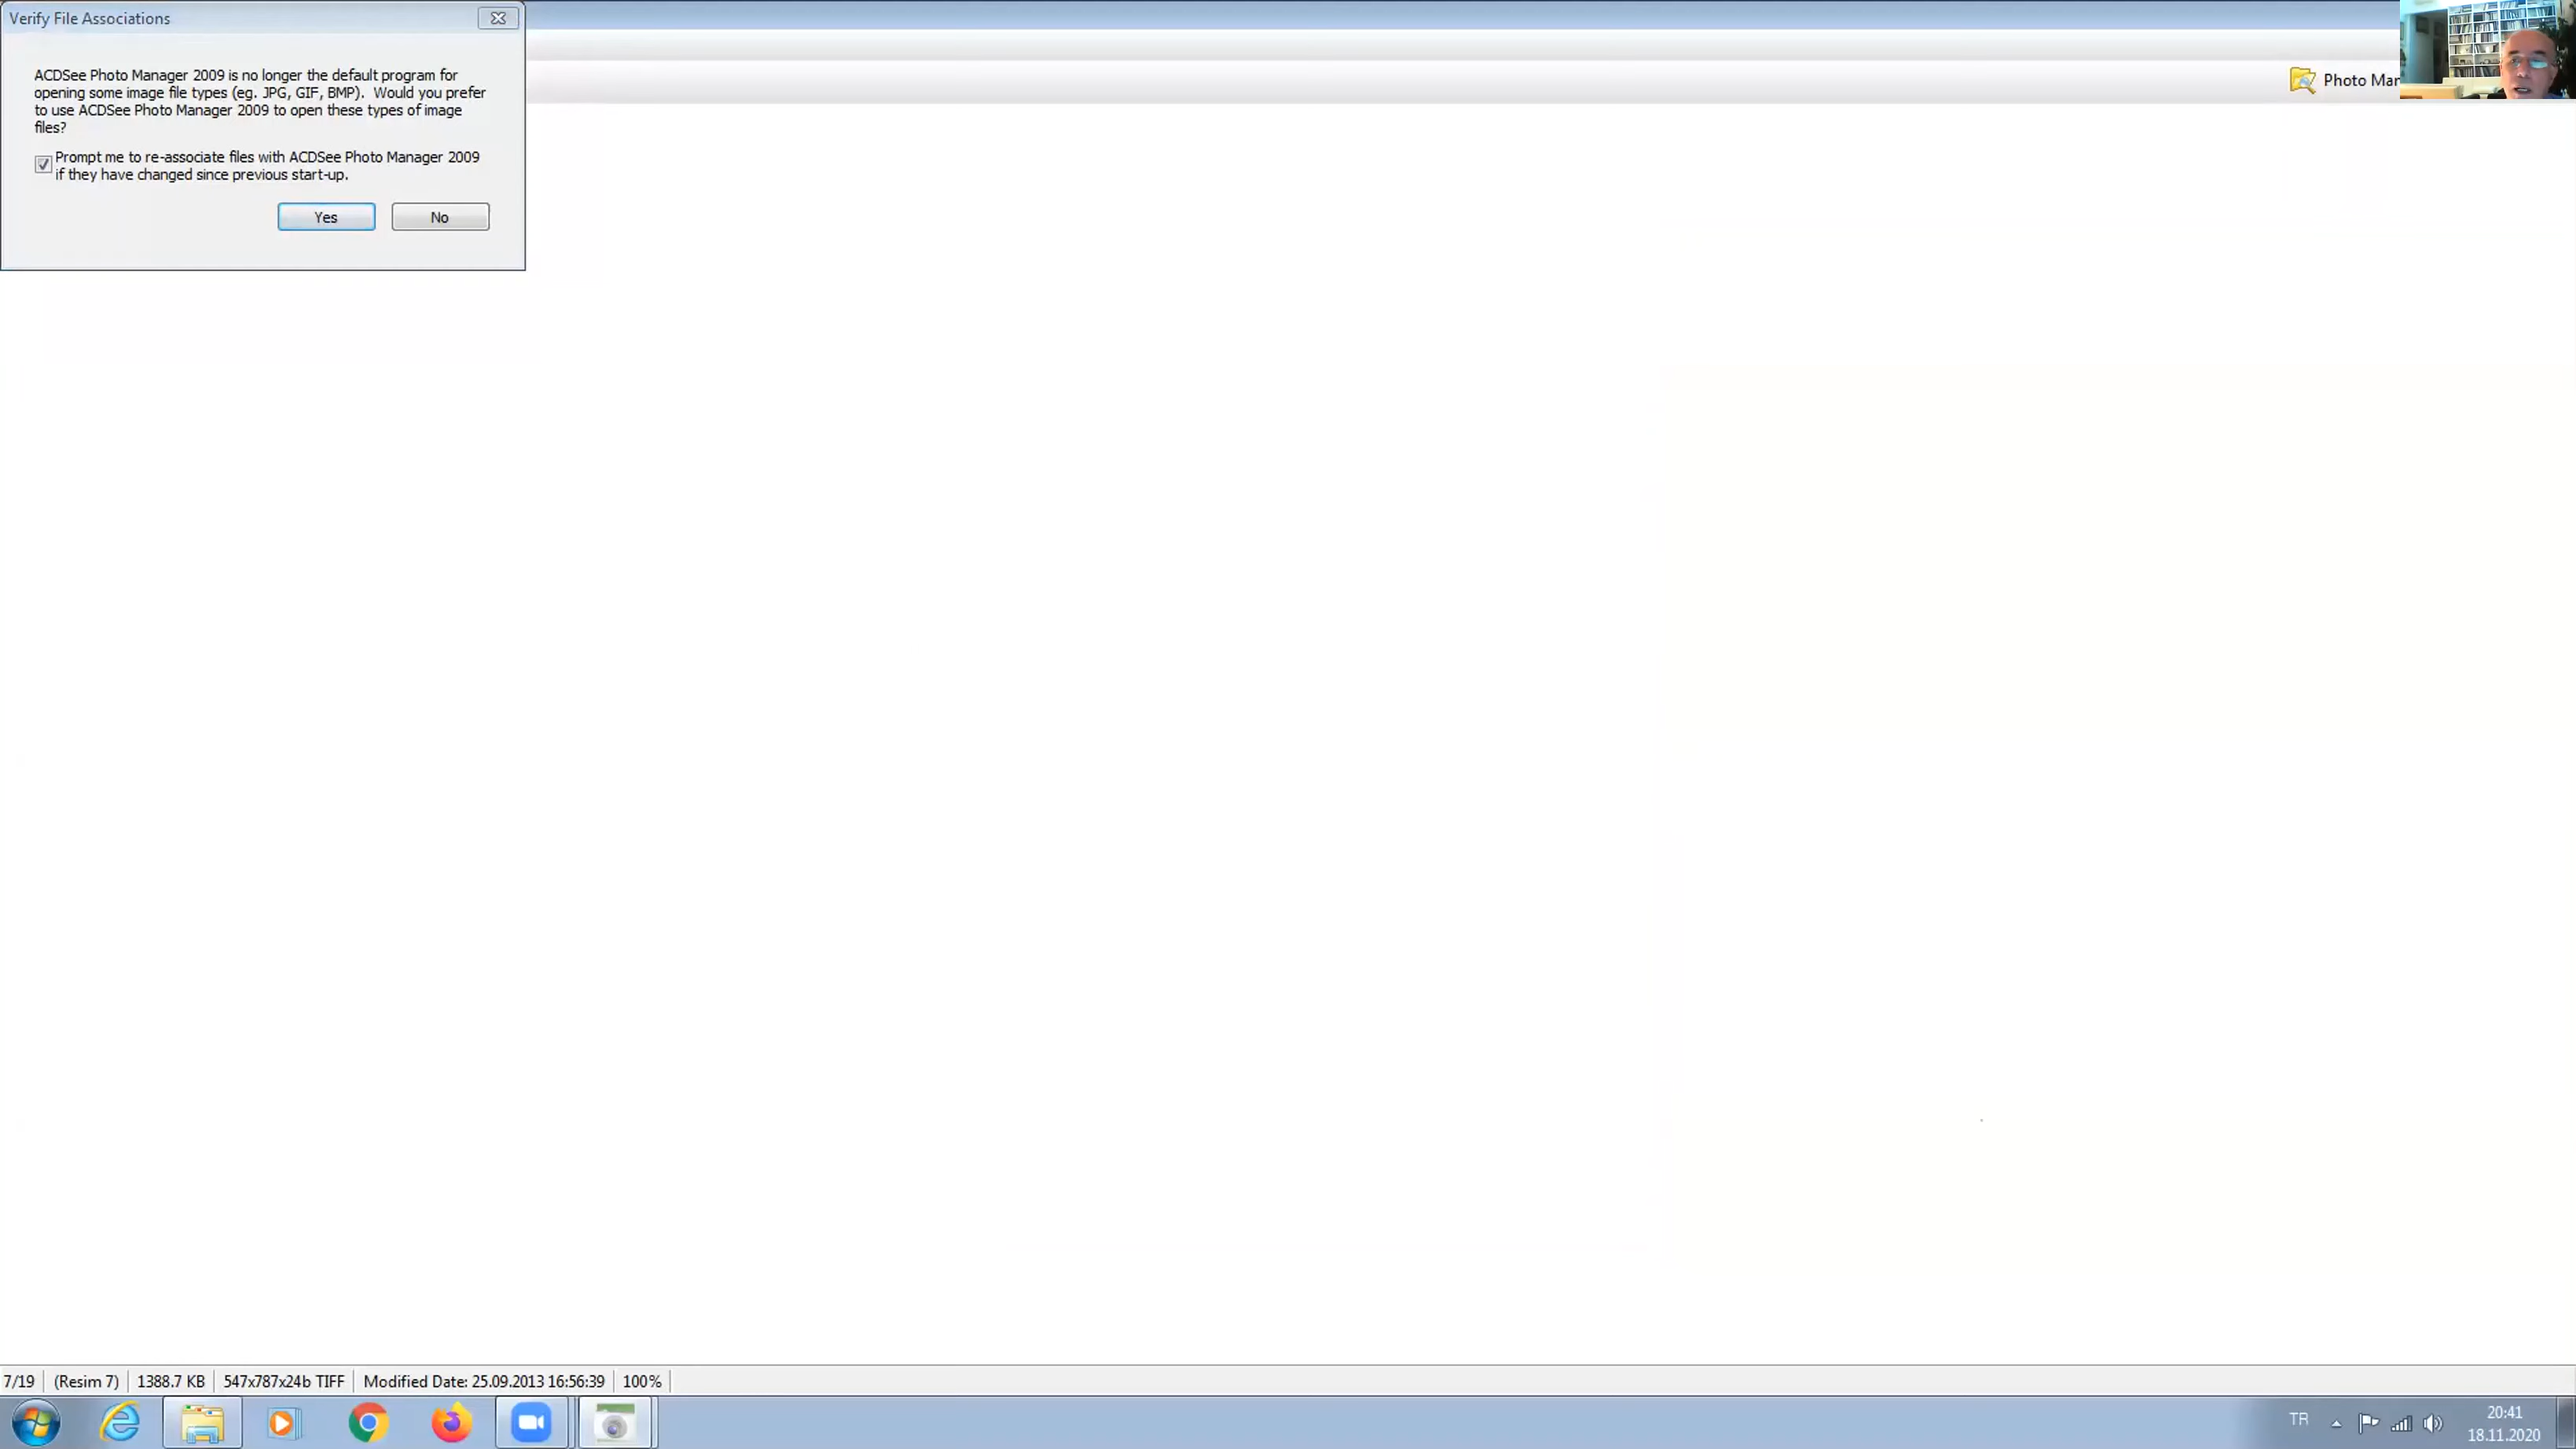 Verify File Associations
ACDSee Photo Manager 2009 is no longer the default program for
opening some image file types (eg. JPG, GIF, BMP).  Would you prefer
to use ACDSee Photo Manager 2009 to open these types of image
files?
Prompt me to re-associate files with ACDSee Photo Manager 2009
if they have changed since previous start-up.
Yes
No
Photo Mar
7/19
(Resim 7)
1388.7 KB
547x787x24b TIFF
Modified Date: 25.09.2013 16:56:39
100%
TR
20:41
18.11.2020